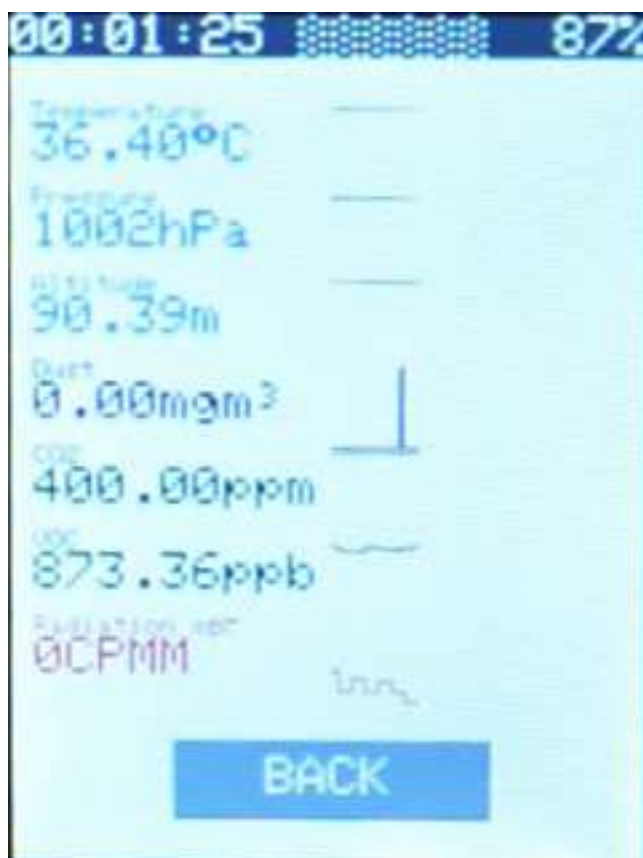 00:01:25 87%
Temperature
36.40°C
Pressure
1002hPa
Altitude
90.39m
Dust
0.00mgm³
CO2
400.00ppm
VOC
873.36ppb
Radiation
0CPMM
BACK